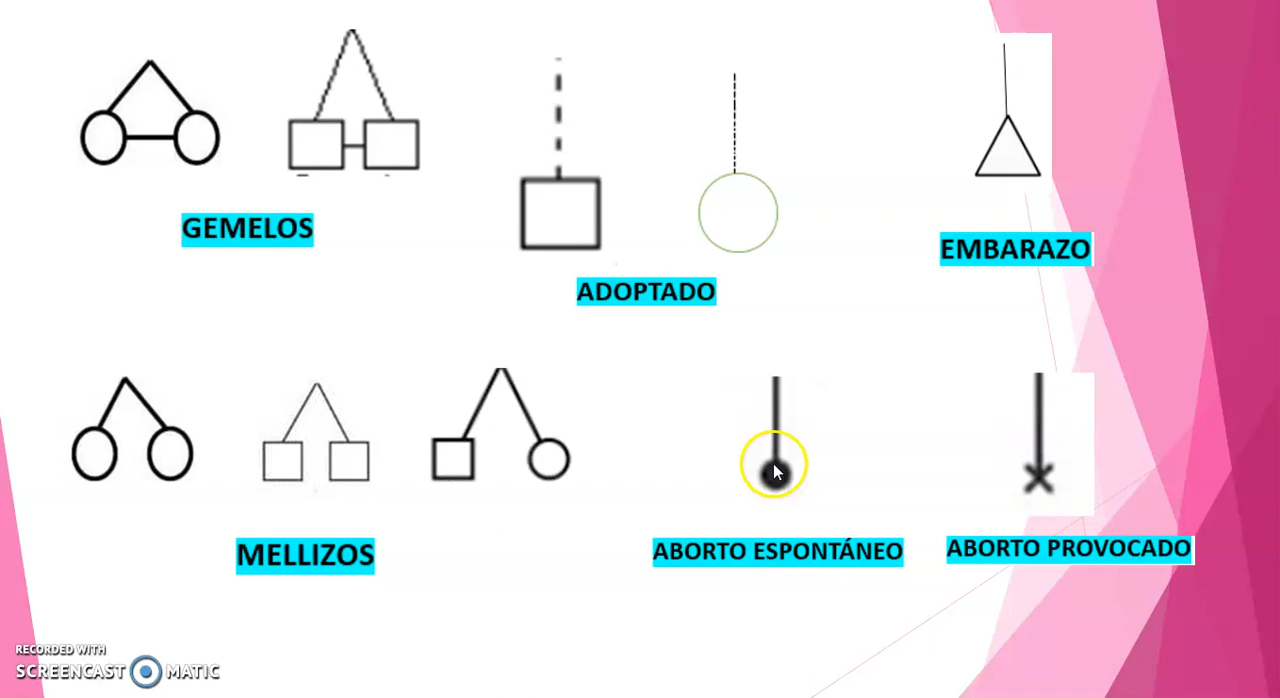 GEMELOS
ADOPTADO
EMBARAZO
MELLIZOS
ABORTO ESPONTÁNEO
ABORTO PROVOCADO
RECORDED WITH
SCREENCAST MATIC